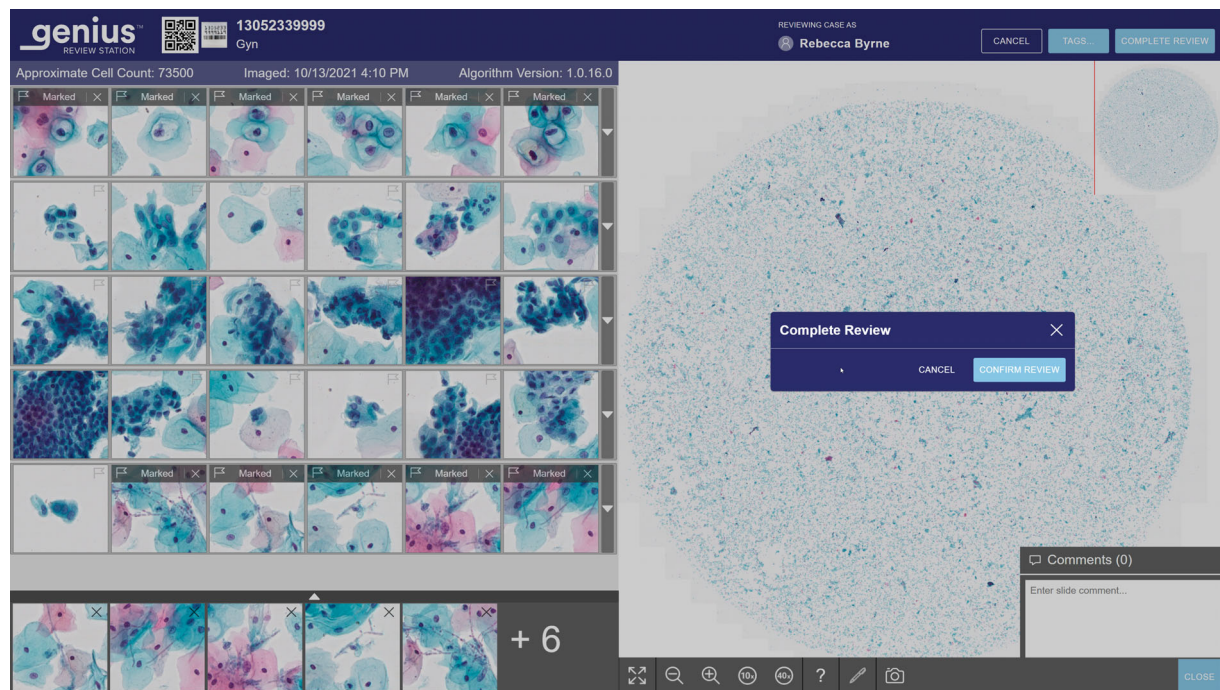 genius™
REVIEW STATION
13052339999
Gyn
REVIEWING CASE AS
Rebecca Byrne
CANCEL
TAGS...
COMPLETE REVIEW
Approximate Cell Count: 73500
Imaged: 10/13/2021 4:10 PM
Algorithm Version: 1.0.16.0
Marked
Marked
Marked
Marked
Marked
Marked
Complete Review
CANCEL
CONFIRM REVIEW
Marked
Marked
Marked
Marked
Marked
Comments (0)
Enter slide comment...
+ 6
10x
40x
?
CLOSE